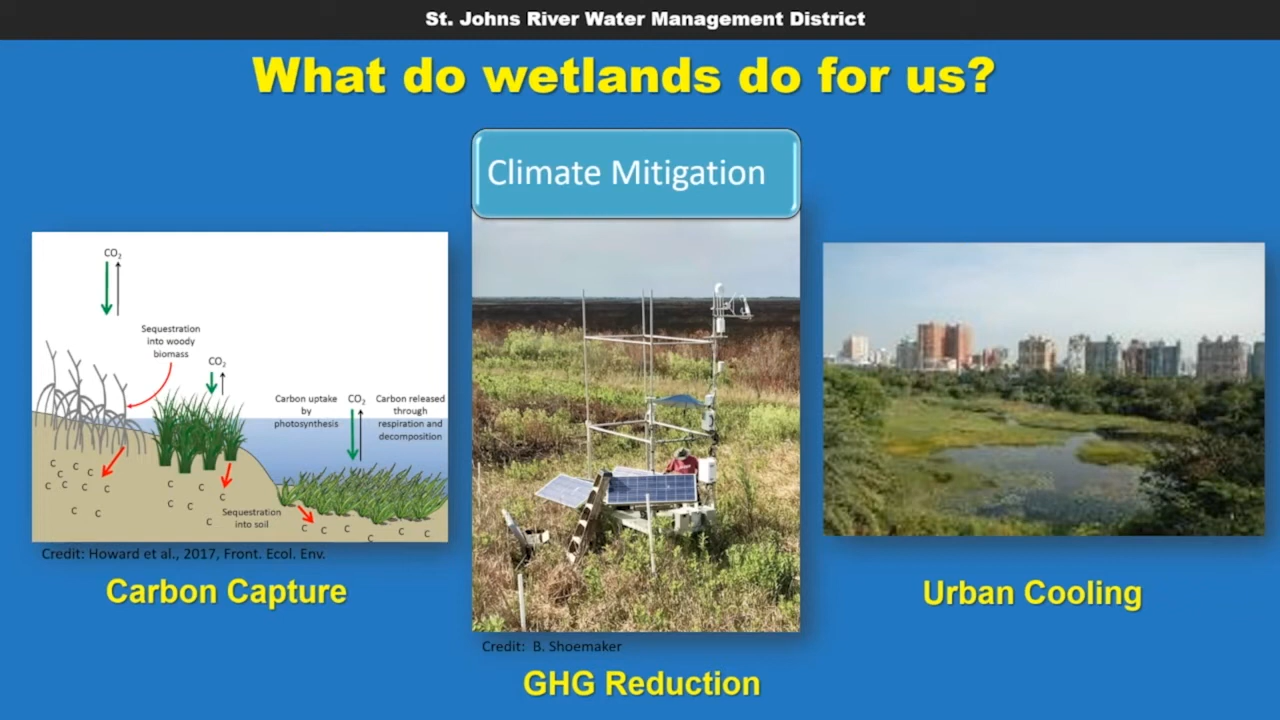 St. Johns River Water Management District
What do wetlands do for us?
Climate Mitigation
CO2
Sequestration
into woody
biomass
CO2
Carbon uptake
by
photosynthesis
CO2
Carbon released
through
respiration and
decomposition
C C C C C C C C C
C C C C C C
Sequestration
into soil
C C C C C C
Credit: Howard et al., 2017, Front. Ecol. Env.
Carbon Capture
Credit: B. Shoemaker
GHG Reduction
Urban Cooling